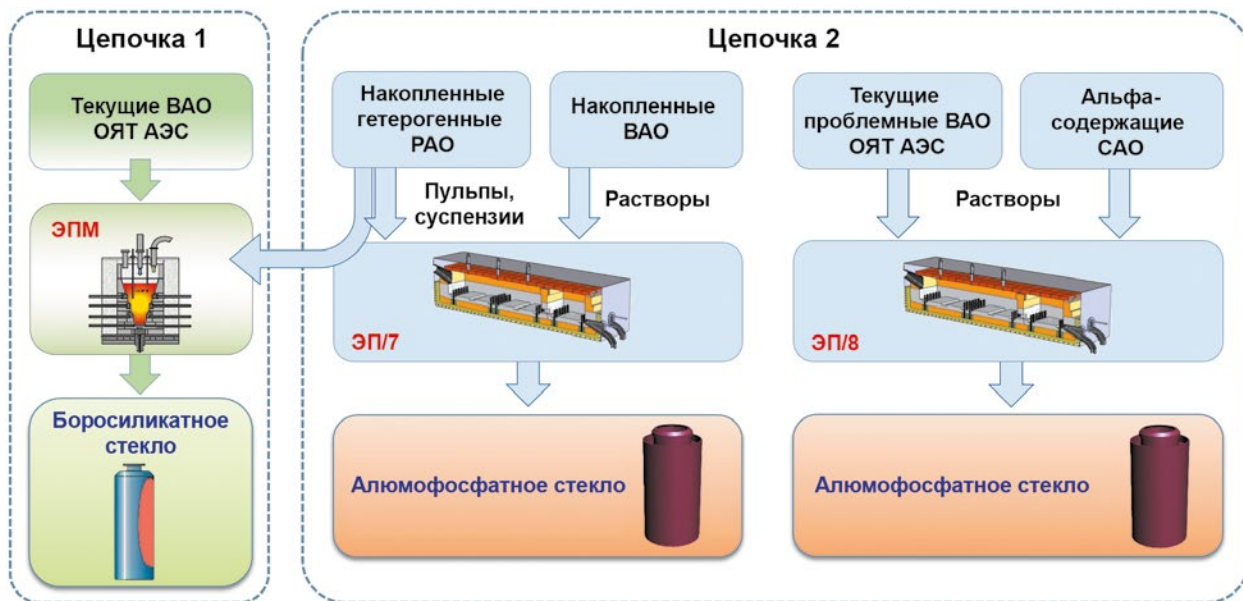 Цепочка 1
Текущие ВАО
ОЯТ АЭС
ЭПМ
Боросиликатное
стекло
Цепочка 2
Накопленные
гетерогенные
РАО
Накопленные
ВАО
Текущие
проблемные ВАО
ОЯТ АЭС
Альфа-
содержащие
САО
Пульпы,
суспензии
Растворы
Растворы
ЭП/7
ЭП/8
Алюмофосфатное стекло
Алюмофосфатное стекло